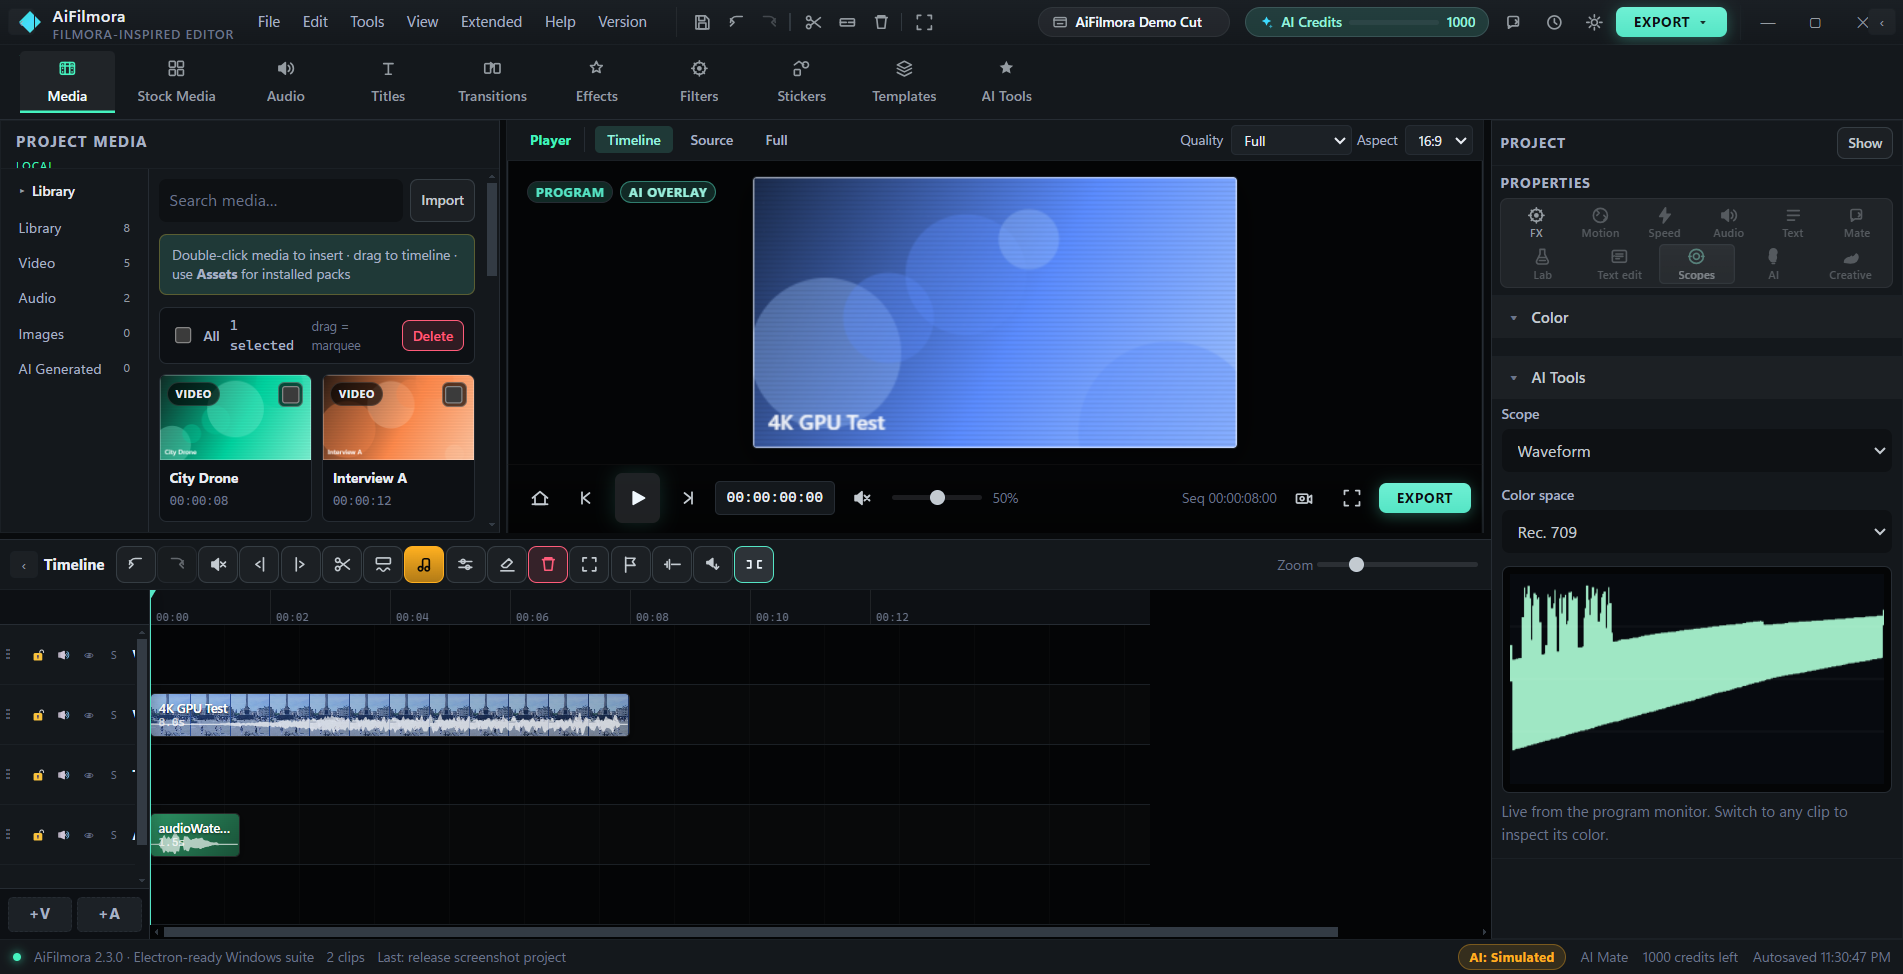 AiFilmora
FILMORA-INSPIRED EDITOR
File Edit Tools View Extended Help Version
AiFilmora Demo Cut
AI Credits 1000
EXPORT
Media Stock Media Audio Titles Transitions Effects Filters Stickers Templates AI Tools
PROJECT MEDIA
LOCAL
Library
Library 8
Video 5
Audio 2
Images 0
AI Generated 0
Search media...
Import
Double-click media to insert · drag to timeline ·
use Assets for installed packs
All
1
selected
drag =
marquee
Delete
VIDEO
City Drone
City Drone
00:00:08
VIDEO
Interview A
Interview A
00:00:12
Player Timeline Source Full
Quality Full Aspect 16:9
PROGRAM AI OVERLAY
4K GPU Test
00:00:00:00
50%
Seq 00:00:08:00
EXPORT
PROJECT
Show
PROPERTIES
FX Motion Speed Audio Text Mate
Lab Text edit Scopes AI Creative
Color
AI Tools
Scope
Waveform
Color space
Rec. 709
Live from the program monitor. Switch to any clip to
inspect its color.
Timeline
Zoom
00:00 00:02 00:04 00:06 00:08 00:10 00:12
S
S
4K GPU Test
8.0s
S
S
audioWate...
1.5s
+V +A
AiFilmora 2.3.0 · Electron-ready Windows suite 2 clips Last: release screenshot project
AI: Simulated AI Mate 1000 credits left Autosaved 11:30:47 PM